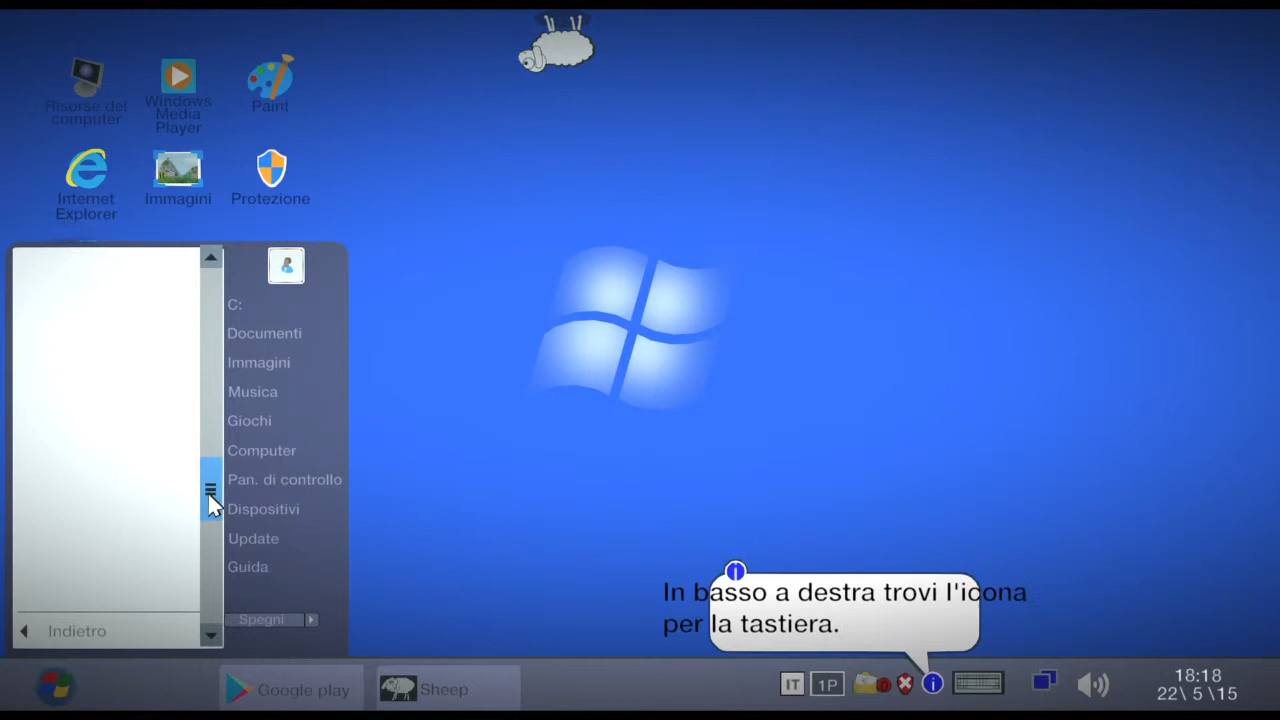 Risorse del
computer
Windows
Media
Player
Paint
Internet
Explorer
Immagini
Protezione
C:
Documenti
Immagini
Musica
Giochi
Computer
Pan. di controllo
Dispositivi
Update
Guida
Spegni
Indietro
In basso a destra trovi l'icona
per la tastiera.
Google play
Sheep
IT
1P
0
i
18:18
22\ 5 \15